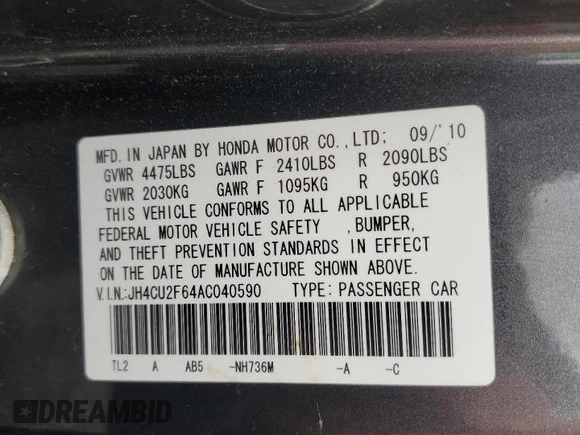 MFD. IN JAPAN BY HONDA MOTOR CO., LTD; 09/'10
GVWR 4475LBS GAWR F 2410LBS R 2090LBS
GVWR 2030KG GAWR F 1095KG R 950KG
THIS VEHICLE CONFORMS TO ALL APPLICABLE
FEDERAL MOTOR VEHICLE SAFETY , BUMPER,
AND THEFT PREVENTION STANDARDS IN EFFECT
ON THE DATE OF MANUFACTURE SHOWN ABOVE.
V.I.N.:JH4CU2F64AC040590 TYPE: PASSENGER CAR
TL2 A AB5 -NH736M -A -C
DREAMBID